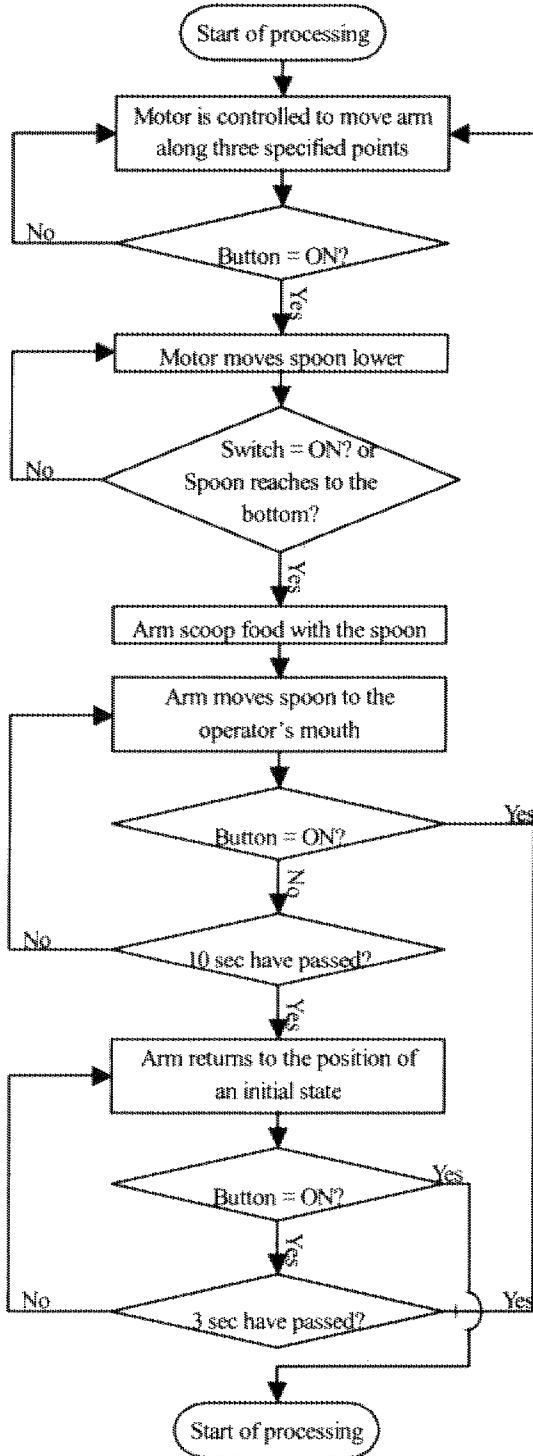 Start of processing
Motor is controlled to move arm
along three specified points
No
Button = ON?
Yes
Motor moves spoon lower
Switch = ON? or
No
Spoon reaches to the
bottom?
Yes
Arm scoop food with the spoon
Arm moves spoon to the
operator's mouth
Button = ON?
Yes
No
No
10 sec have passed?
Yes
Arm returns to the position of
an initial state
Yes
Button = ON?
Yes
No
3 sec have passed?
Yes
Start of processing